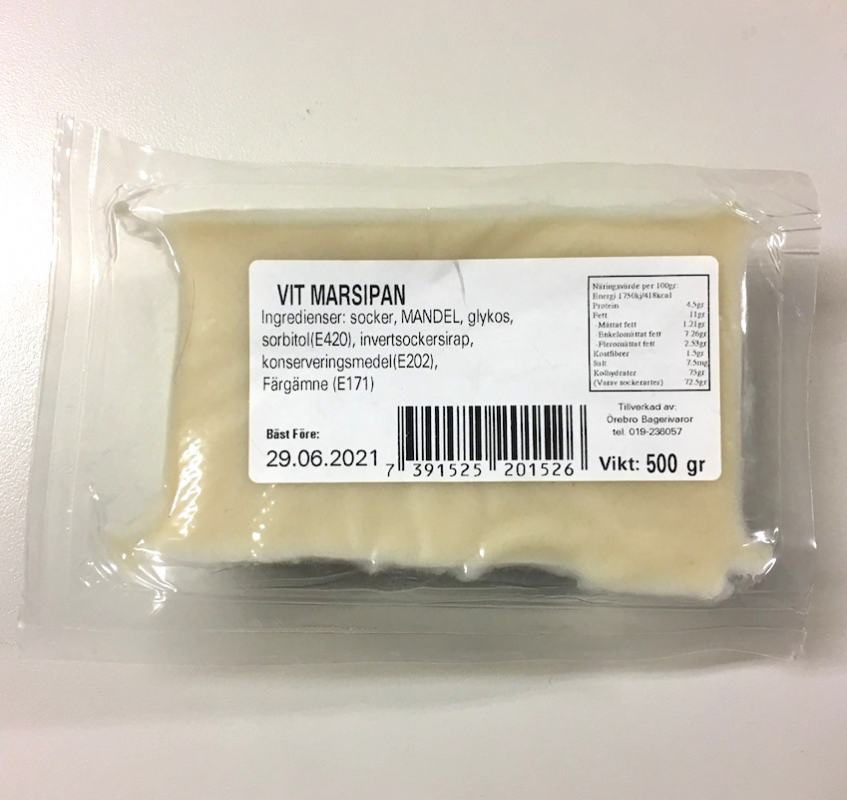 VIT MARSIPAN
Ingredienser: socker, MANDEL, glykos,
sorbitol(E420), invertsockersirap,
konserveringsmedel(E202),
Färgämne (E171)
Bäst Före:
29.06.2021
7 391525 201526
Näringsvärde per 100gr:
Energi 1750kj/418kcal
Protein 4.5gr
Fett 11gr
-Mättat fett 1.21gr
-Enkelomättat fett 7.26gr
-Fleromättat fett 2.53gr
Kostfibrer 1.5gr
Salt 7.5mg
Kolhydrater 75gr
(Varav sockerarter) 72.5gr
Tillverkad av:
Örebro Bagerivaror
tel. 019-236057
Vikt: 500 gr